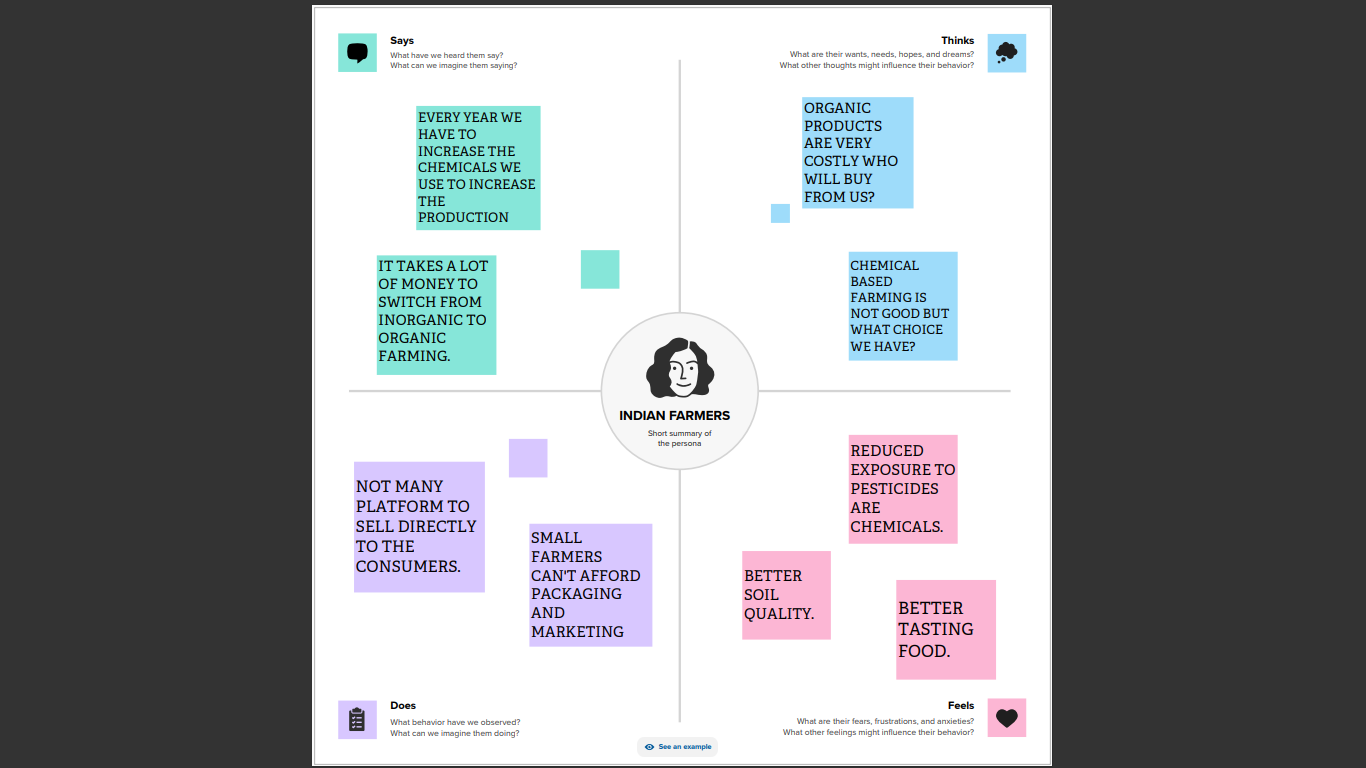 Says
What have we heard them say?
What can we imagine them saying?
Thinks
What are their wants, needs, hopes, and dreams?
What other thoughts might influence their behavior?
EVERY YEAR WE
HAVE TO
INCREASE THE
CHEMICALS WE
USE TO INCREASE
THE
PRODUCTION
IT TAKES A LOT
OF MONEY TO
SWITCH FROM
INORGANIC TO
ORGANIC
FARMING.
ORGANIC
PRODUCTS
ARE VERY
COSTLY WHO
WILL BUY
FROM US?
CHEMICAL
BASED
FARMING IS
NOT GOOD BUT
WHAT CHOICE
WE HAVE?
INDIAN FARMERS
Short summary of
the persona
NOT MANY
PLATFORM TO
SELL DIRECTLY
TO THE
CONSUMERS.
SMALL
FARMERS
CAN'T AFFORD
PACKAGING
AND
MARKETING
REDUCED
EXPOSURE TO
PESTICIDES
ARE
CHEMICALS.
BETTER
SOIL
QUALITY.
BETTER
TASTING
FOOD.
Does
What behavior have we observed?
What can we imagine them doing?
Feels
What are their fears, frustrations, and anxieties?
What other feelings might influence their behavior?
See an example